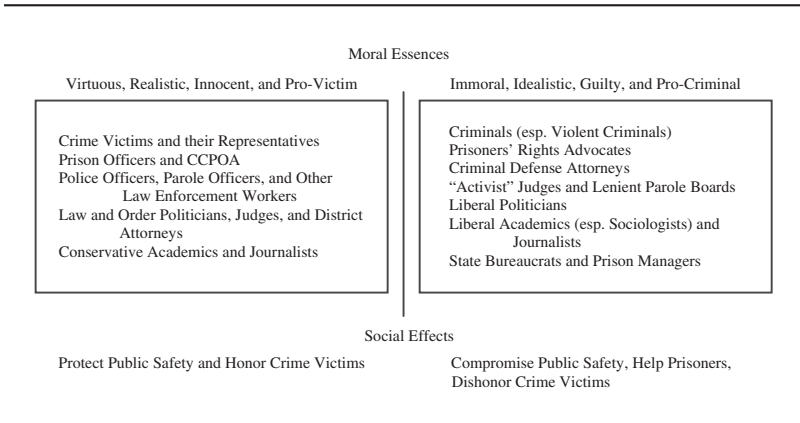 Moral Essences
Virtuous, Realistic, Innocent, and Pro-Victim
Crime Victims and their Representatives
Prison Officers and CCPOA
Police Officers, Parole Officers, and Other
Law Enforcement Workers
Law and Order Politicians, Judges, and District
Attorneys
Conservative Academics and Journalists
Immoral, Idealistic, Guilty, and Pro-Criminal
Criminals (esp. Violent Criminals)
Prisoners’ Rights Advocates
Criminal Defense Attorneys
“Activist” Judges and Lenient Parole Boards
Liberal Politicians
Liberal Academics (esp. Sociologists) and
Journalists
State Bureaucrats and Prison Managers
Social Effects
Protect Public Safety and Honor Crime Victims
Compromise Public Safety, Help Prisoners,
Dishonor Crime Victims